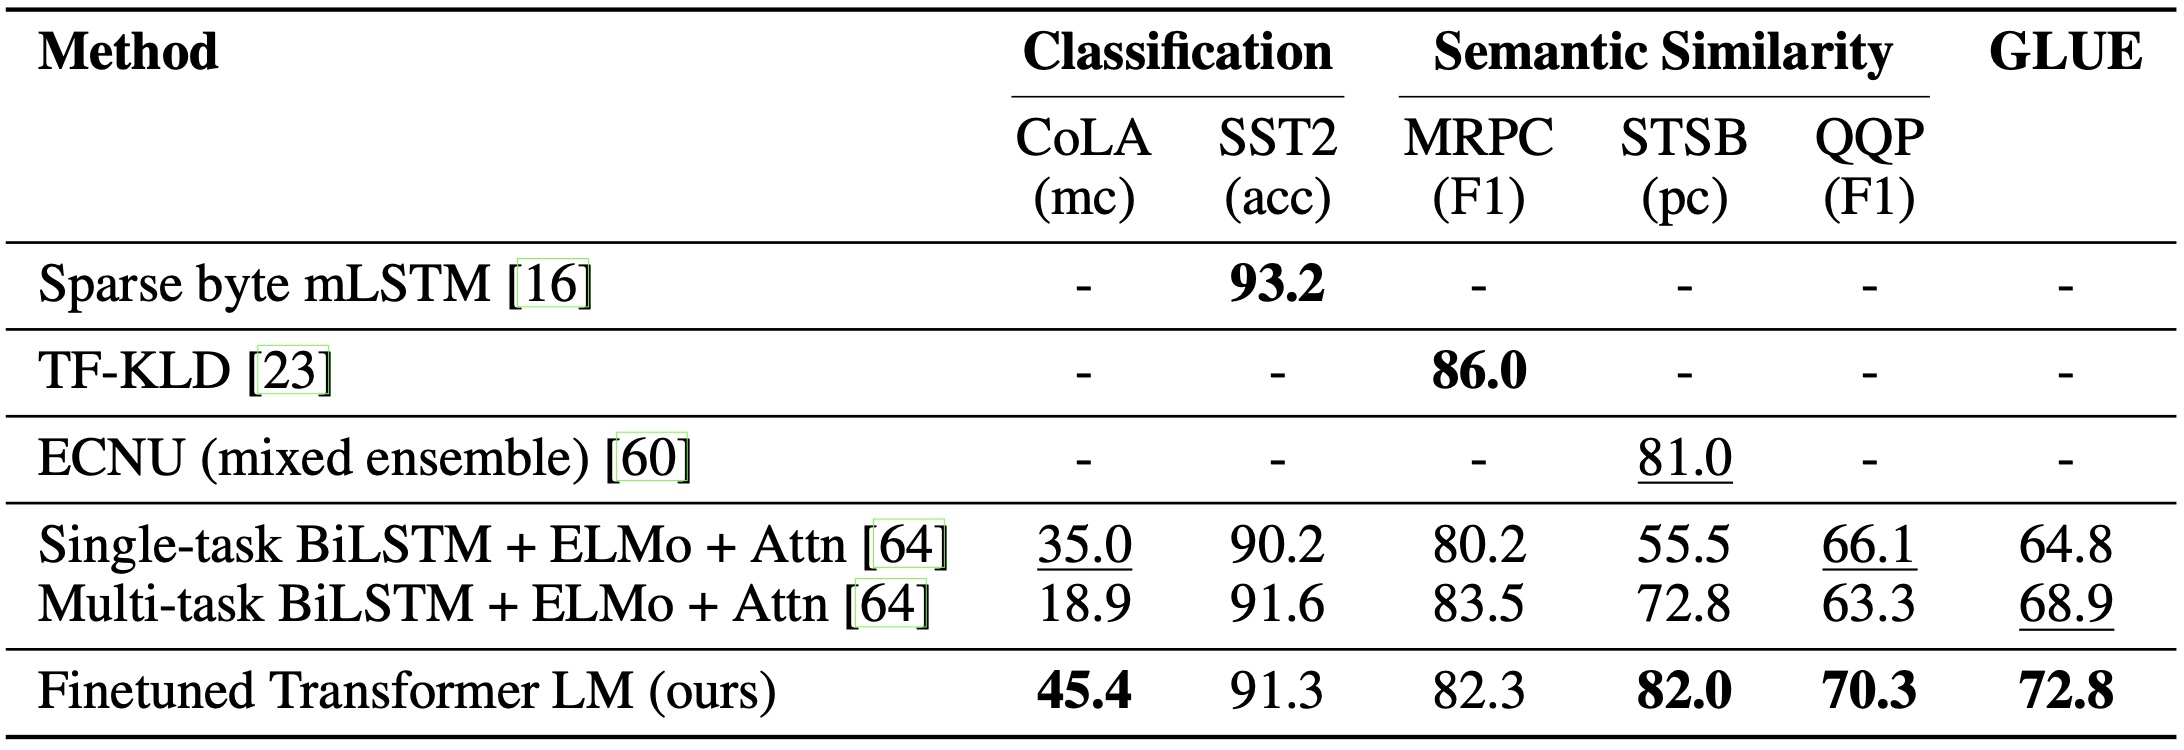 Method Classification Semantic Similarity GLUE
CoLA SST2 MRPC STSB QQP
(mc) (acc) (F1) (pc) (F1)
Sparse byte mLSTM [16] - 93.2 - - - -
TF-KLD [23] - - 86.0 - - -
ECNU (mixed ensemble) [60] - - - 81.0 - -
Single-task BiLSTM + ELMo + Attn [64] 35.0 90.2 80.2 55.5 66.1 64.8
Multi-task BiLSTM + ELMo + Attn [64] 18.9 91.6 83.5 72.8 63.3 68.9
Finetuned Transformer LM (ours) 45.4 91.3 82.3 82.0 70.3 72.8